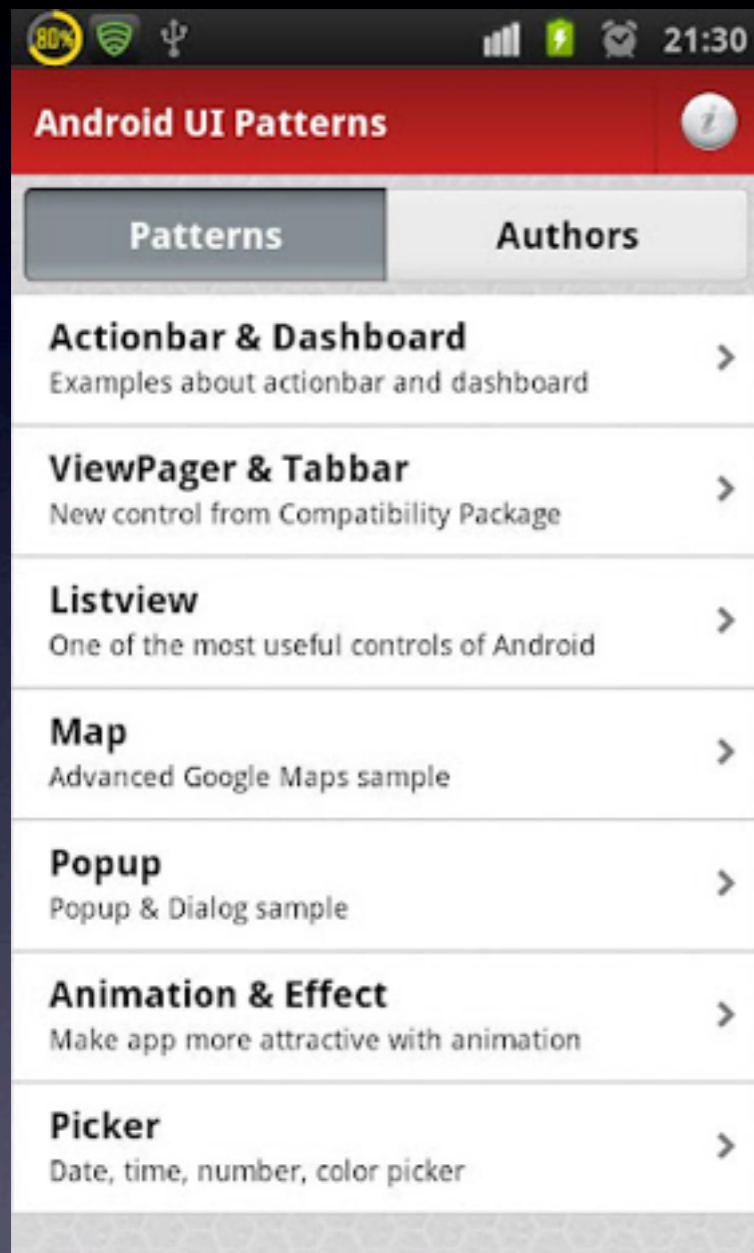 80%
21:30
Android UI Patterns
i
Patterns
Authors
Actionbar & Dashboard
Examples about actionbar and dashboard
ViewPager & Tabbar
New control from Compatibility Package
Listview
One of the most useful controls of Android
Map
Advanced Google Maps sample
Popup
Popup & Dialog sample
Animation & Effect
Make app more attractive with animation
Picker
Date, time, number, color picker